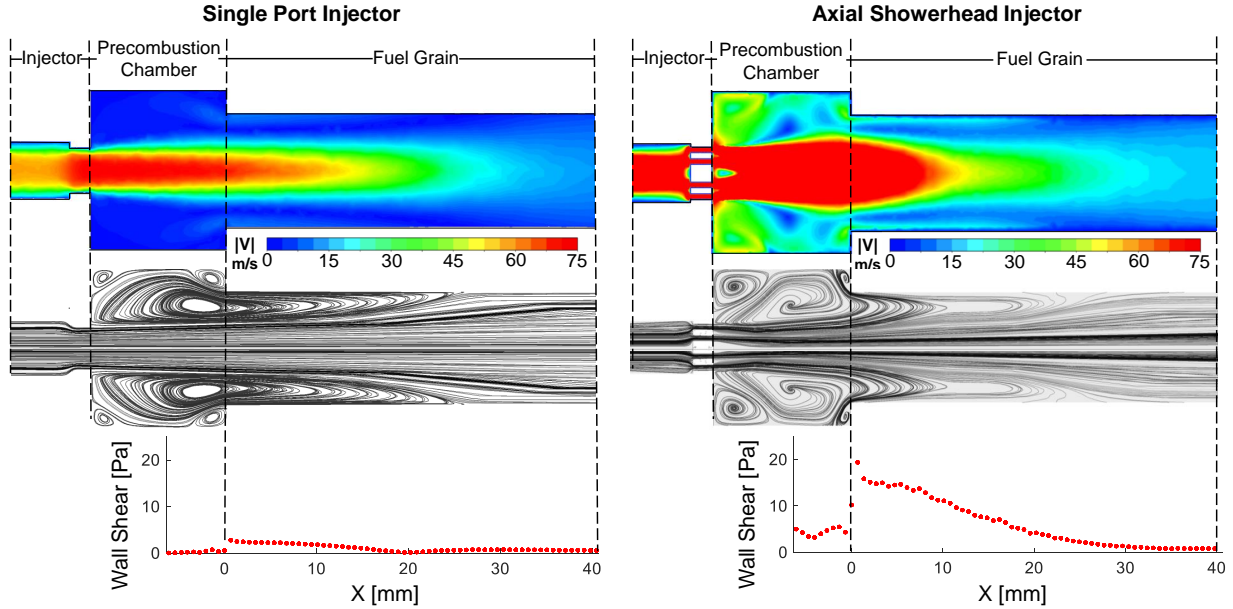 Single Port Injector
Injector
Precombustion
Chamber
Fuel Grain
|V|
m/s
0 15 30 45 60 75
Wall Shear [Pa]
20
10
0
0 10 20 30 40
X [mm]
Axial Showerhead Injector
Injector
Precombustion
Chamber
Fuel Grain
|V|
m/s
0 15 30 45 60 75
Wall Shear [Pa]
20
10
0
0 10 20 30 40
X [mm]